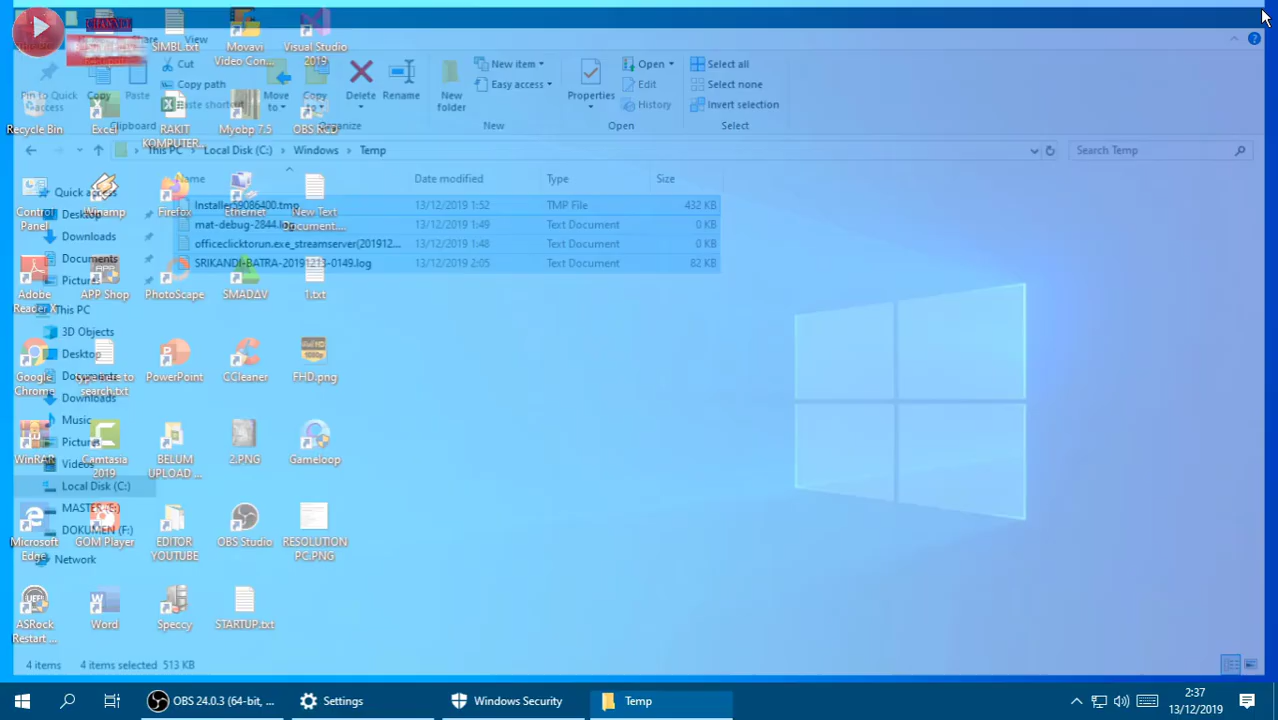 CHANNEL
SIMBL.txt
Movavi
Video Con...
Visual Studio
2019
Share
View
Pin to Quick
access
Copy
Paste
Cut
Copy path
Paste shortcut
Clipboard
Move
to
Copy
to
Delete
Rename
Organize
New
folder
New item
Easy access
New
Properties
Open
Edit
History
Open
Select all
Select none
Invert selection
Select
Recycle Bin
Excel
RAKIT
KOMPUTER...
Myobp 7.5
This PC
Local Disk (C:)
Windows
Temp
Search Temp
Name
Date modified
Type
Size
Installer59086400.tmp
13/12/2019 1:52
TMP File
432 KB
mat-debug-2844.log
13/12/2019 1:49
Text Document
0 KB
officeclicktorun.exe_streamserver(201912...
13/12/2019 1:48
Text Document
0 KB
SRIKANDI-BATRA-20191213-0149.log
13/12/2019 2:05
Text Document
82 KB
Quick access
Desktop
Downloads
Documents
Pictures
This PC
3D Objects
Desktop
Documents
Downloads
Music
Pictures
Videos
Local Disk (C:)
MASTER (E:)
DOKUMEN (F:)
Network
Control
Panel
Winamp
Firefox
Ethernet
New Text
Document....
Adobe
Reader X
APP Shop
PhotoScape
SMADΔV
1.txt
Google
Chrome
type here to
search.txt
PowerPoint
CCleaner
FHD.png
WinRAR
Camtasia
2019
BELUM
UPLOAD ...
2.PNG
Gameloop
Microsoft
Edge
GOM Player
EDITOR
YOUTUBE
OBS Studio
RESOLUTION
PC.PNG
ASRock
Restart ...
Word
Speccy
STARTUP.txt
4 items
4 items selected 513 KB
OBS 24.0.3 (64-bit, ...
Settings
Windows Security
Temp
2:37
13/12/2019